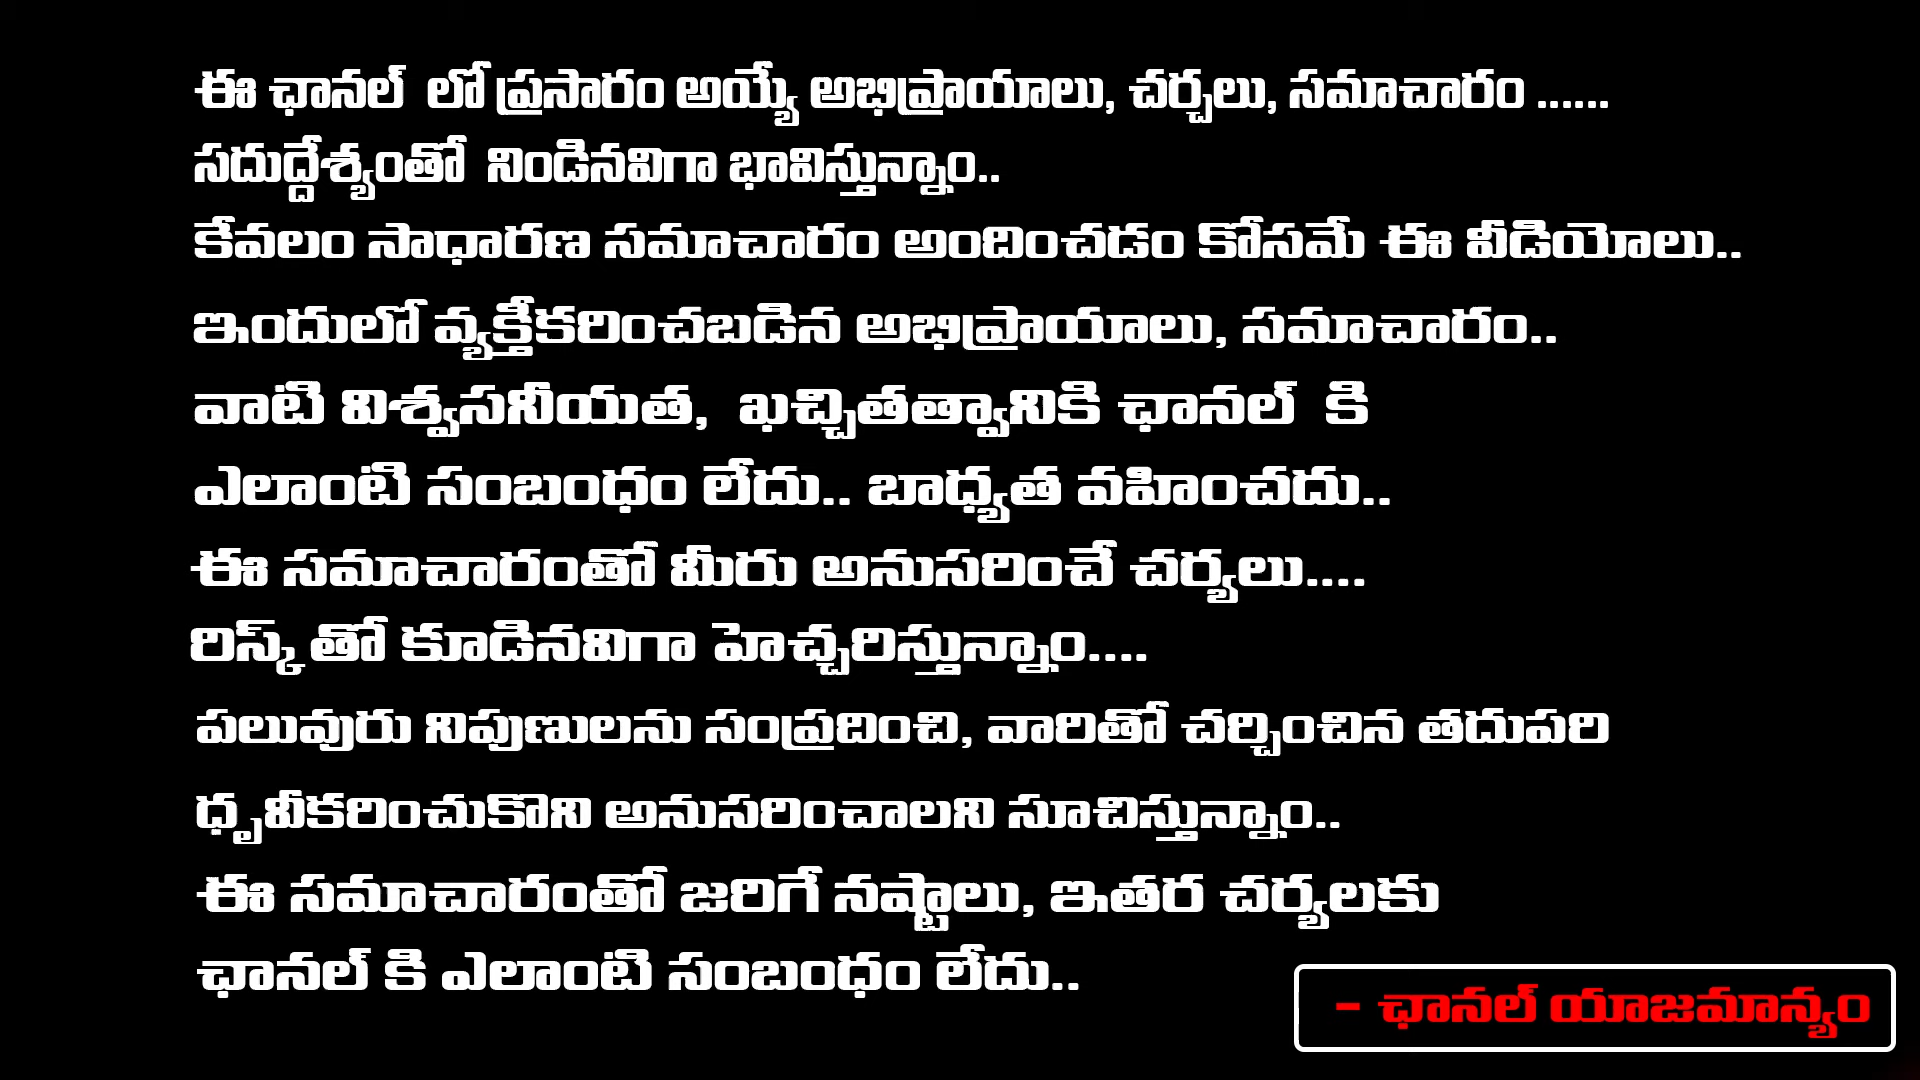 ఈ ఛానల్ లో ప్రసారం అయ్యే అభిప్రాయాలు, చర్చలు, సమాచారం ......
సదుద్దేశ్యంతో నిండినవిగా భావిస్తున్నాం..
కేవలం సాధారణ సమాచారం అందించడం కోసమే ఈ వీడియోలు..
ఇందులో వ్యక్తీకరించబడిన అభిప్రాయాలు, సమాచారం..
వాటి విశ్వసనీయత, ఖచ్చితత్వానికి ఛానల్ కి
ఎలాంటి సంబంధం లేదు.. బాధ్యత వహించదు..
ఈ సమాచారంతో మీరు అనుసరించే చర్యలు....
రిస్క్ తో కూడినవిగా హెచ్చరిస్తున్నాం....
పలువురు నిపుణులను సంప్రదించి, వారితో చర్చించిన తదుపరి
ధృవీకరించుకొని అనుసరించాలని సూచిస్తున్నాం..
ఈ సమాచారంతో జరిగే నష్టాలు, ఇతర చర్యలకు
ఛానల్ కి ఎలాంటి సంబంధం లేదు..
- ఛానల్ యాజమాన్యం